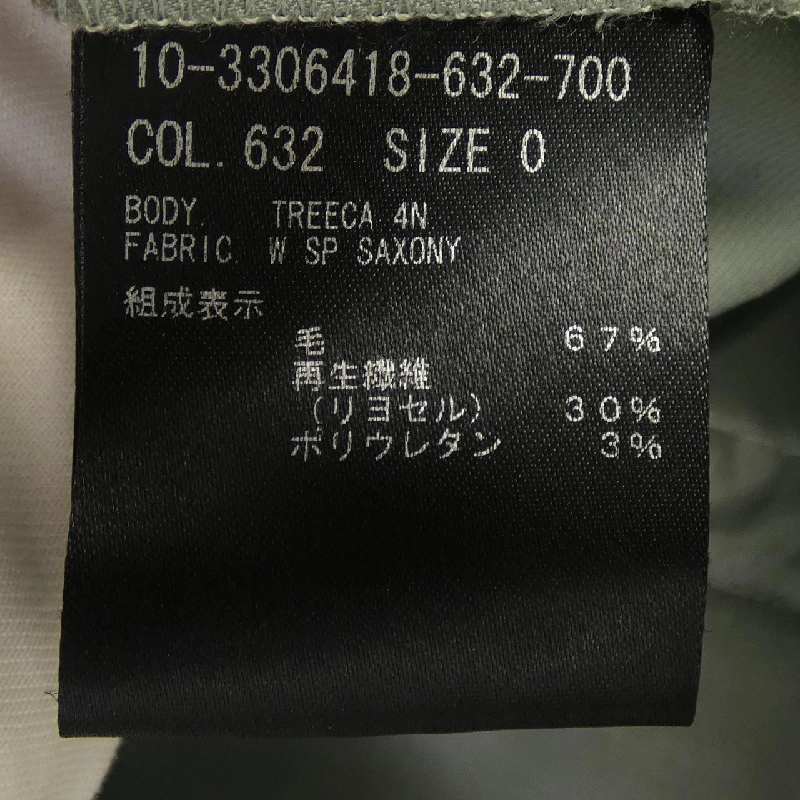 10-3306418-632-700
COL. 632 SIZE 0
BODY. TREECA 4N
FABRIC. W SP SAXONY
組成表示
毛 67%
再生繊維
(リヨセル) 30%
ポリウレタン 3%